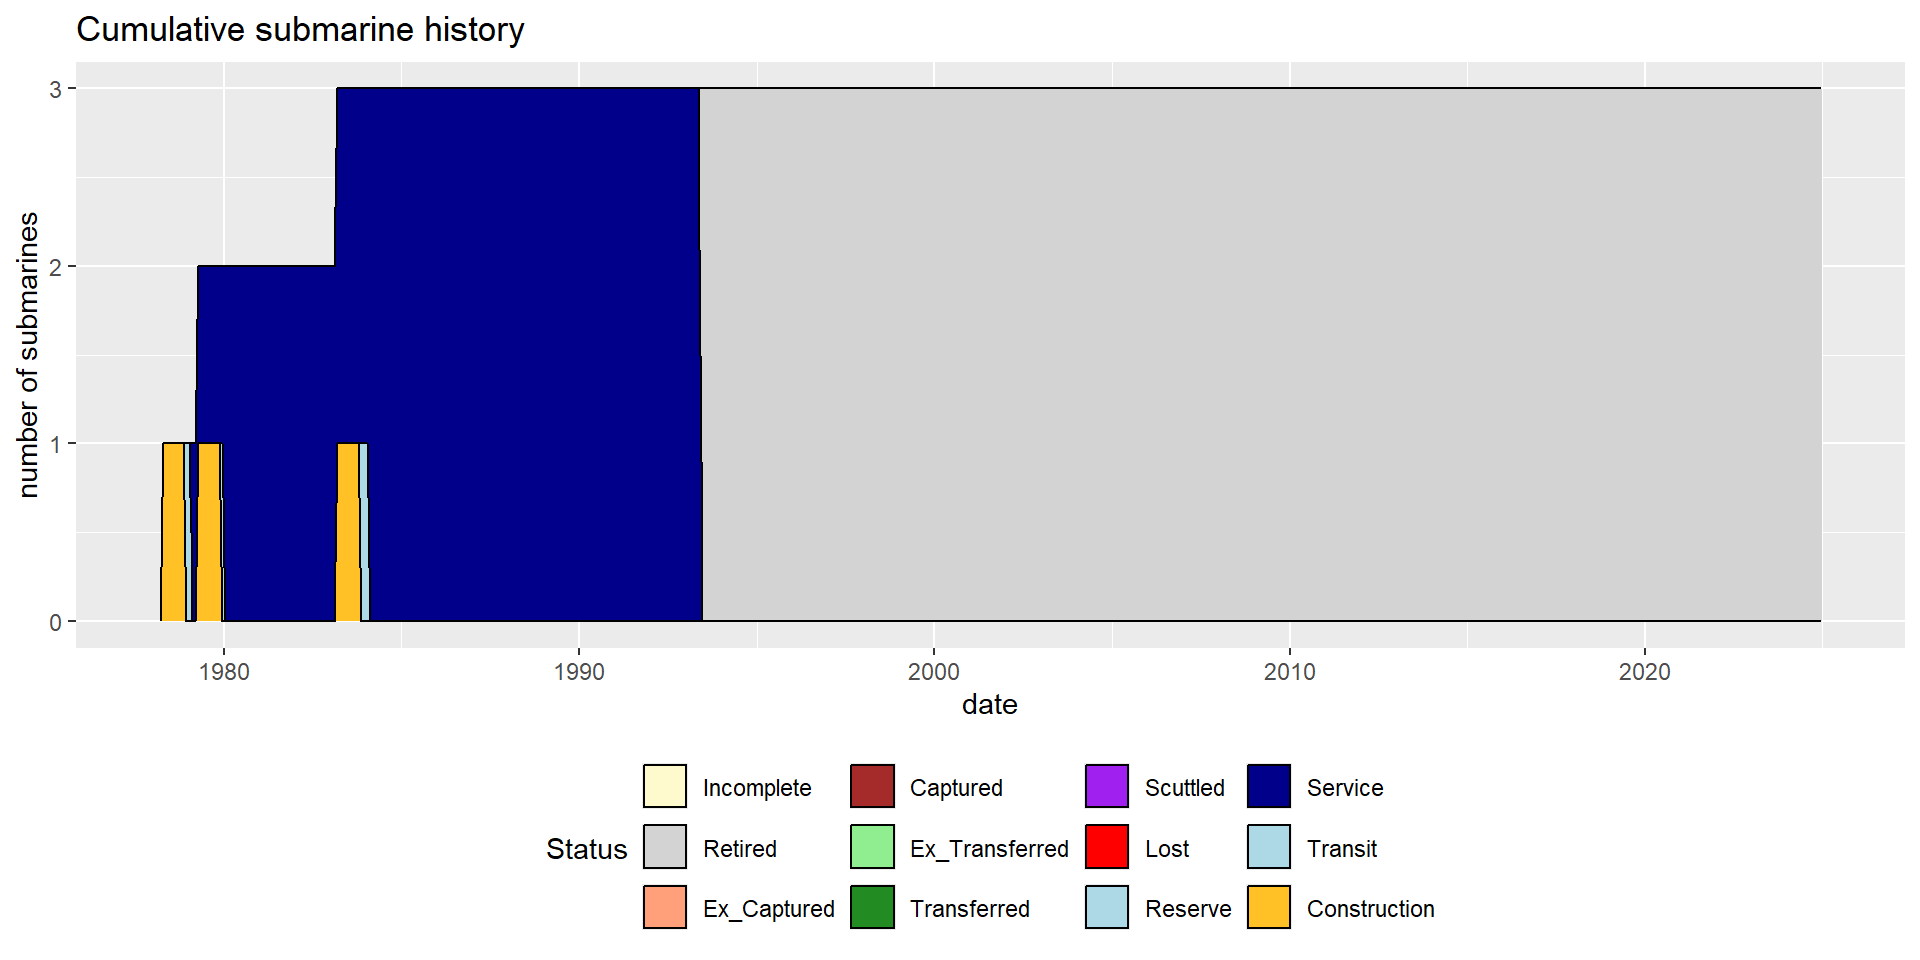 Cumulative submarine history
number of submarines
3
2
1
0
1980 1990 2000 2010 2020
date
Status
Incomplete Captured Scuttled Service
Retired Ex_Transferred Lost Transit
Ex_Captured Transferred Reserve Construction